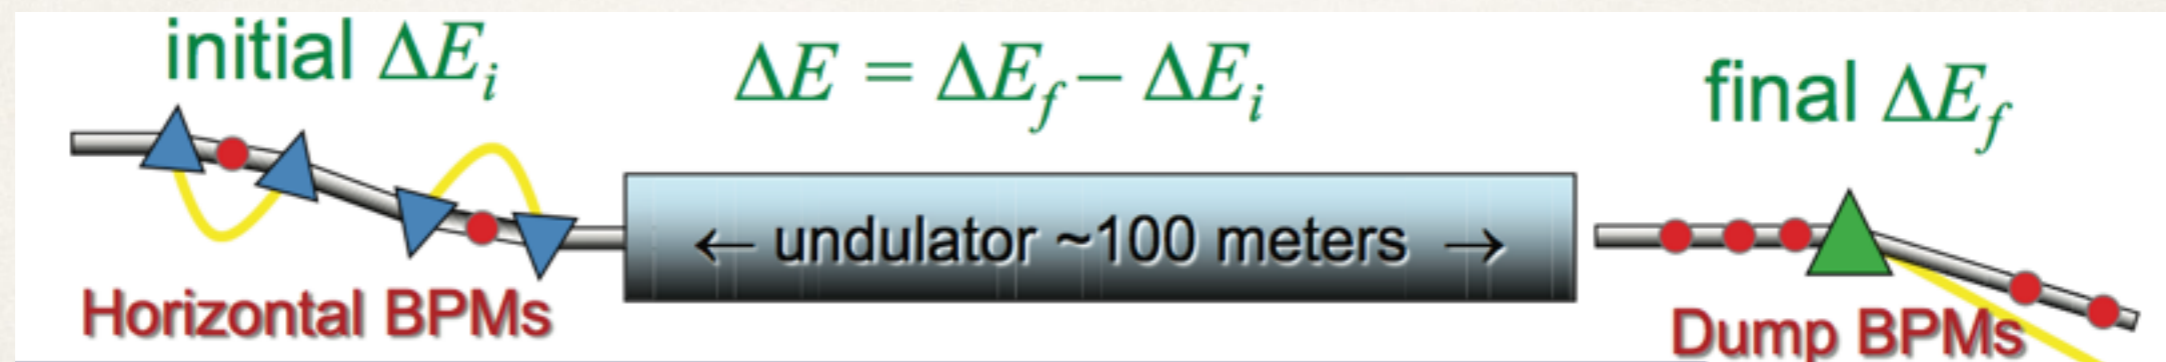 initial ΔE_i
ΔE = ΔE_f − ΔE_i
final ΔE_f
← undulator ~100 meters →
Horizontal BPMs
Dump BPMs